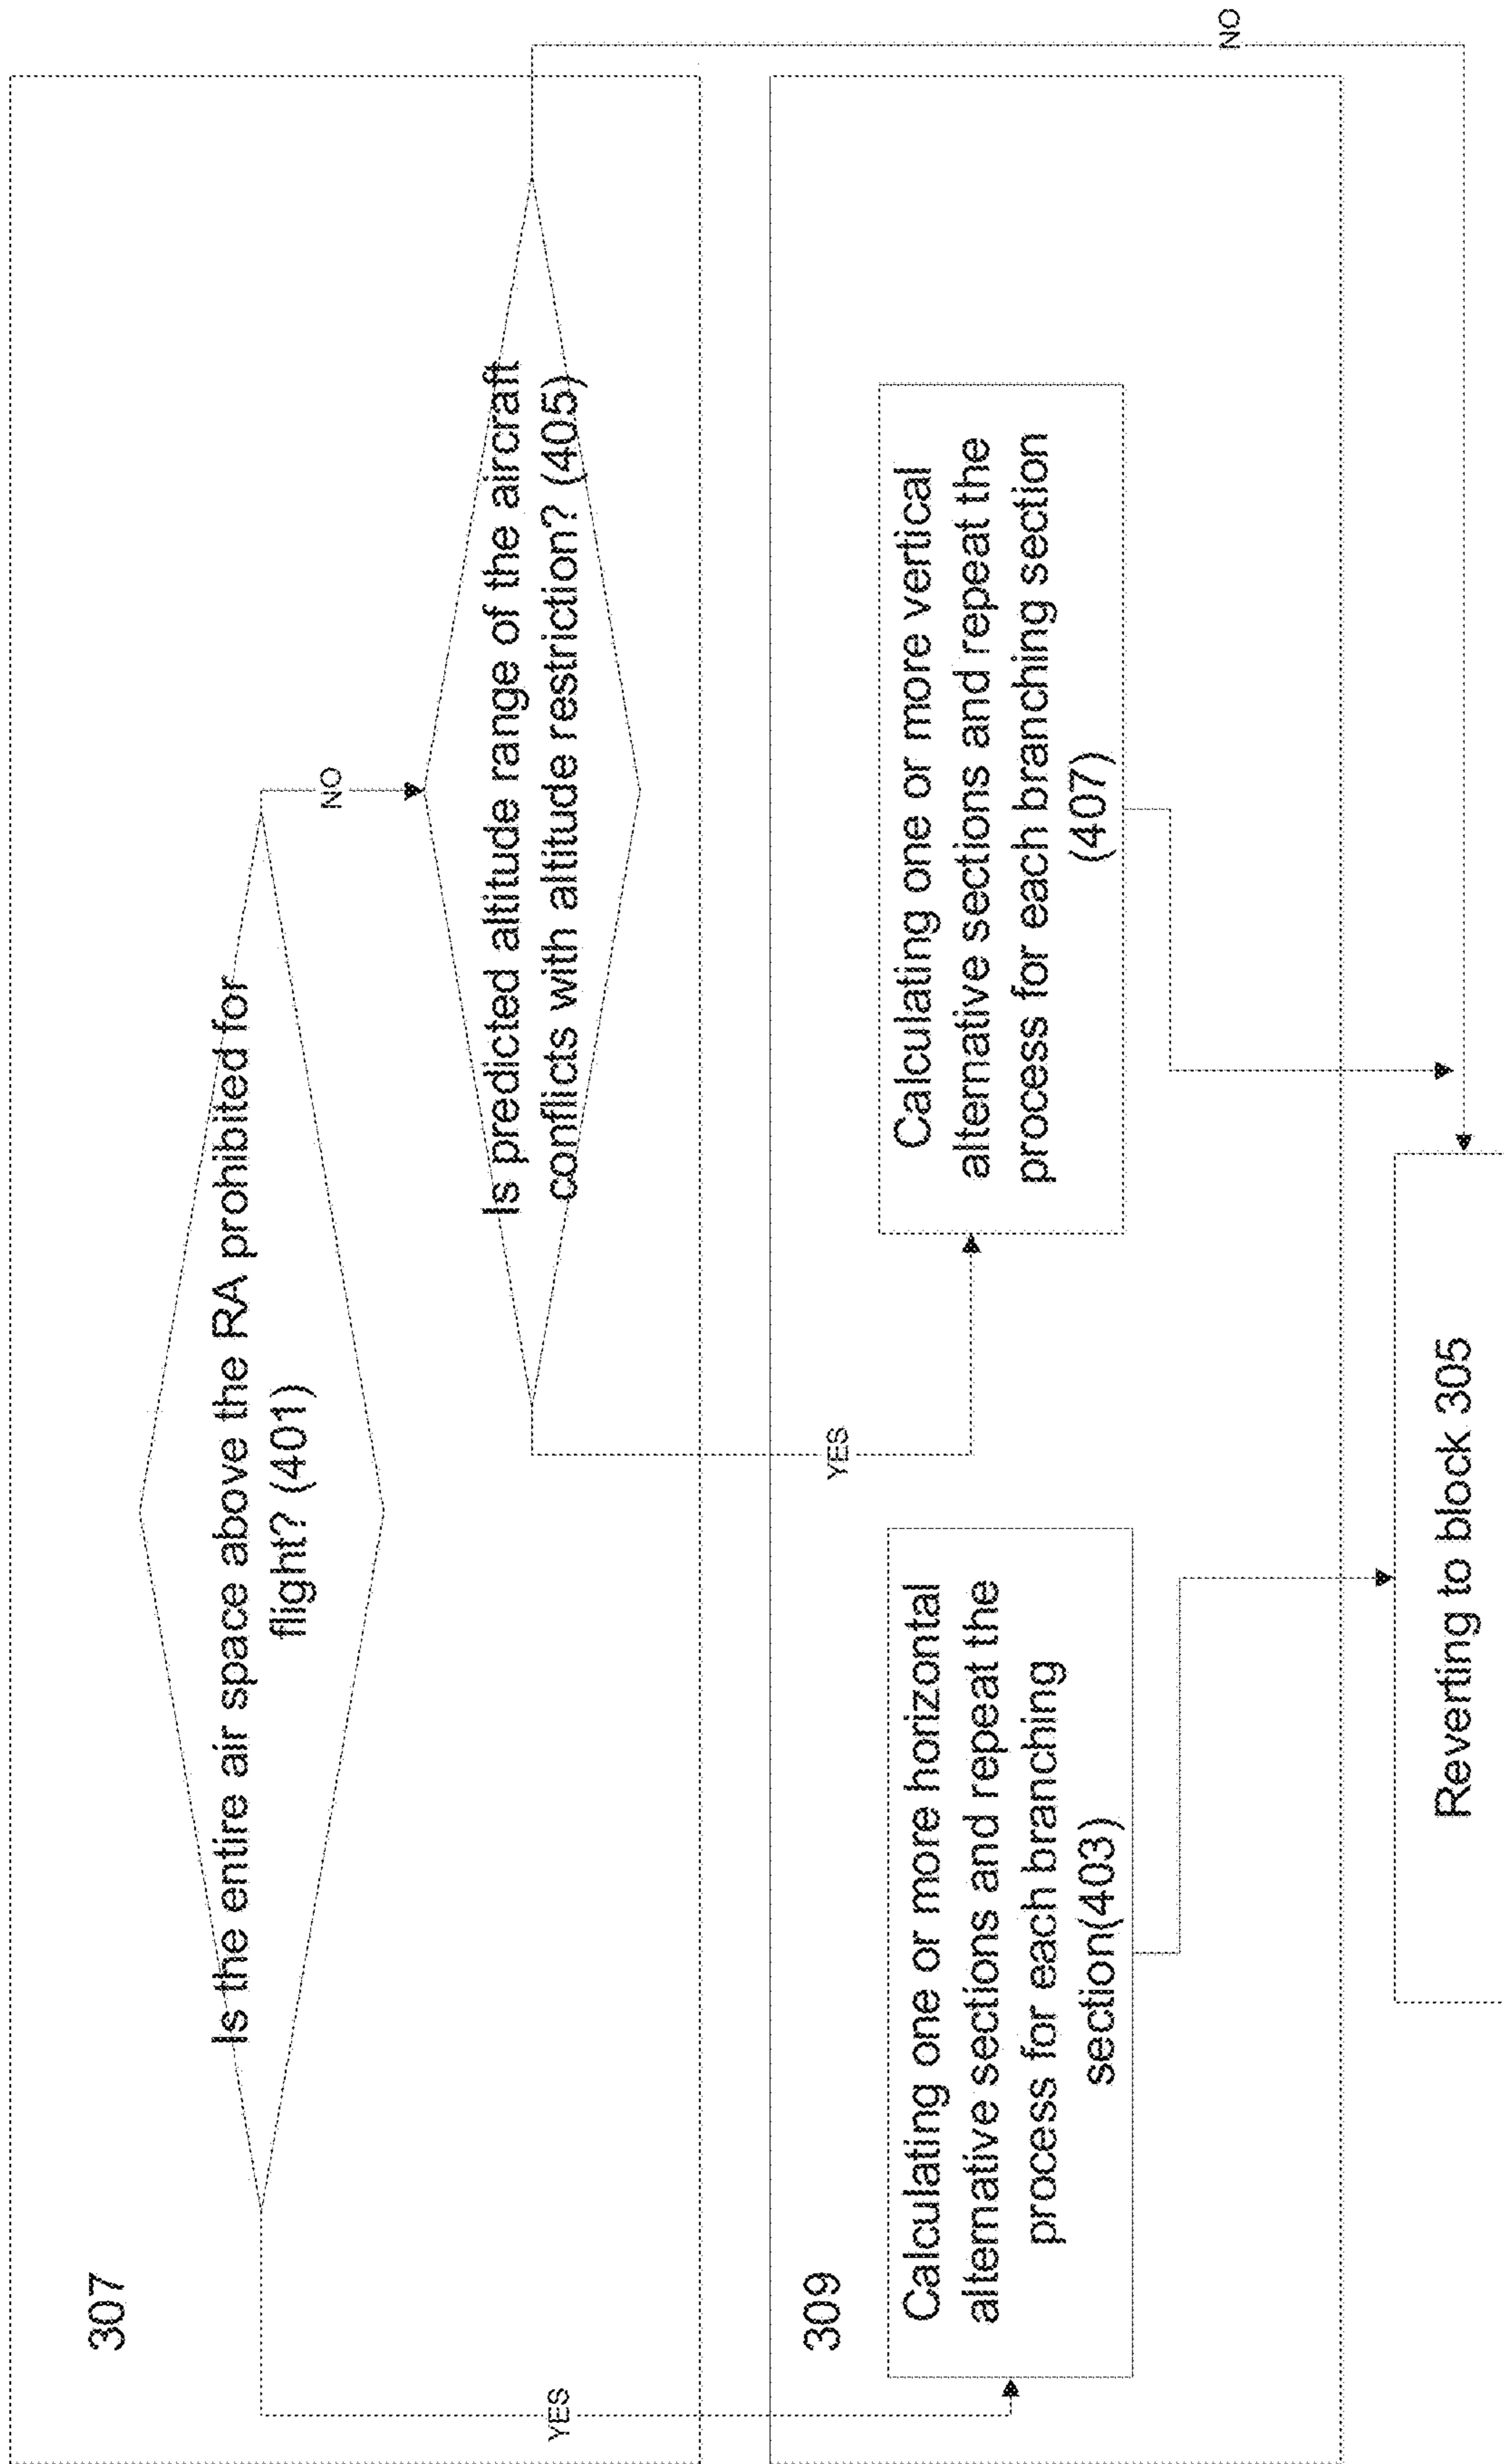 307
Is the entire air space above the RA prohibited for
flight? (401)
NO
Is predicted altitude range of the aircraft
conflicts with altitude restriction? (405)
YES
YES
309
Calculating one or more horizontal
alternative sections and repeat the
process for each branching
section(403)
Calculating one or more vertical
alternative sections and repeat the
process for each branching section
(407)
NO
Reverting to block 305